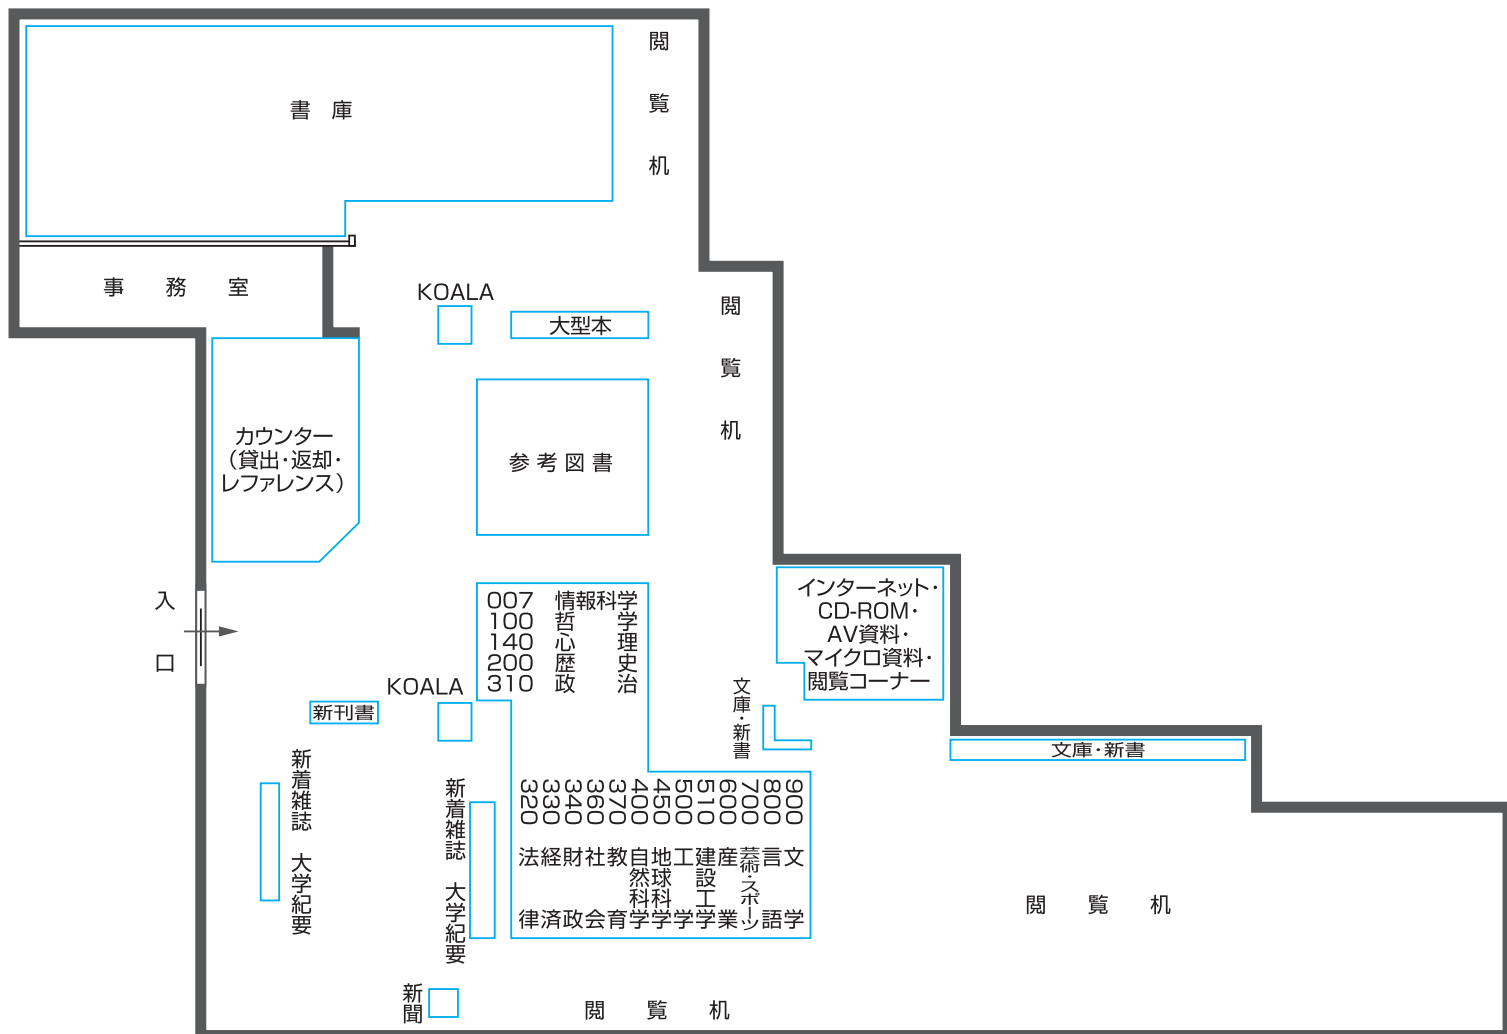 閲覧机
書庫
事務室
KOALA
大型本
閲覧机
カウンター
（貸出・返却・
レファレンス）
参考図書
入口
007 情報科学
100 哲学
140 心理
200 歴史
310 政治
インターネット・
CD-ROM・
AV資料・
マイクロ資料・
閲覧コーナー
KOALA
新刊書
文庫・新書
文庫・新書
新着雑誌 大学紀要
新着雑誌 大学紀要
320 法律
330 経済
340 財政
360 社会
370 教育
400 自然科学
450 地球科学
500 工学
510 建設工学
600 産業
700 芸術・スポーツ
800 言語
900 文学
閲覧机
新聞
閲覧机